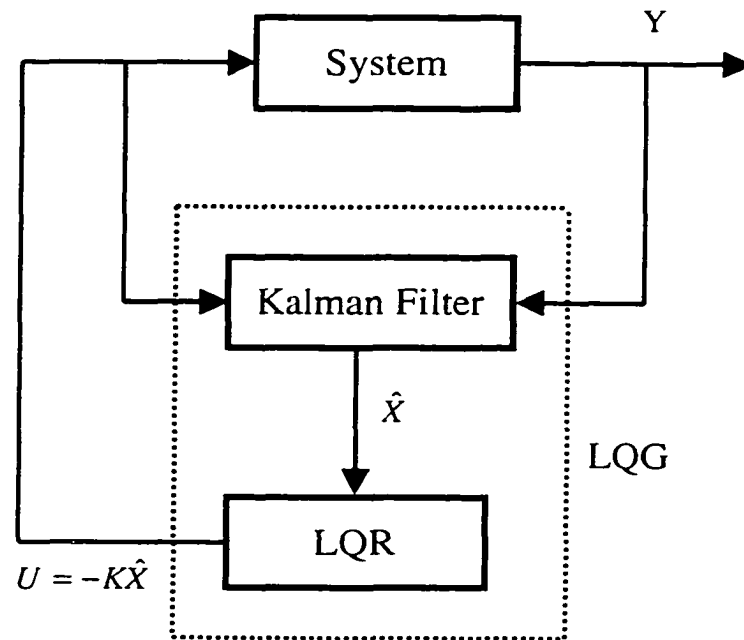 Y
System
Kalman Filter
X̂
LQG
LQR
U = -KX̂